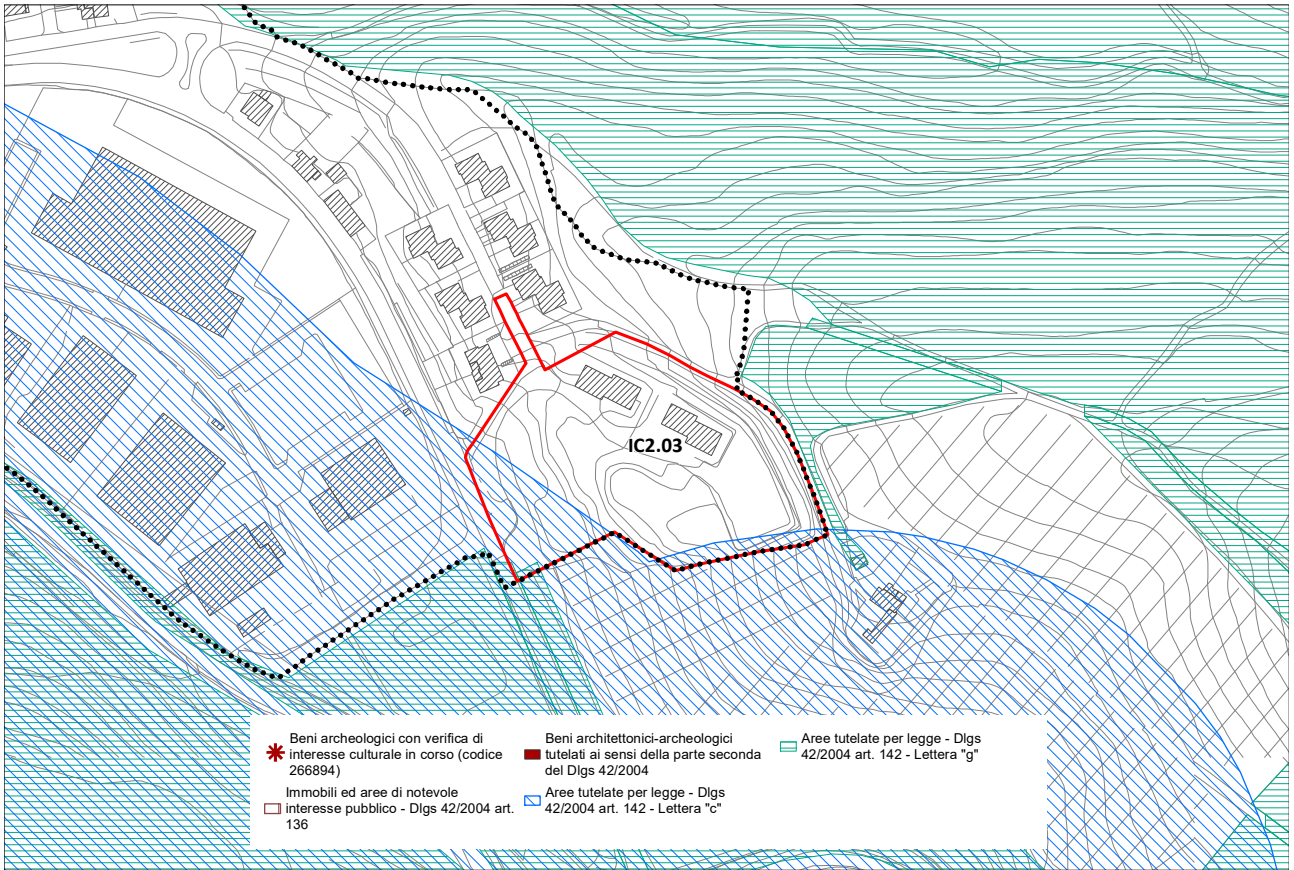 IC2.03
Beni archeologici con verifica di
interesse culturale in corso (codice
266894)
Immobili ed aree di notevole
interesse pubblico - Dlgs 42/2004 art.
136
Beni architettonici-archeologici
tutelati ai sensi della parte seconda
del Dlgs 42/2004
Aree tutelate per legge - Dlgs
42/2004 art. 142 - Lettera "c"
Aree tutelate per legge - Dlgs
42/2004 art. 142 - Lettera "g"